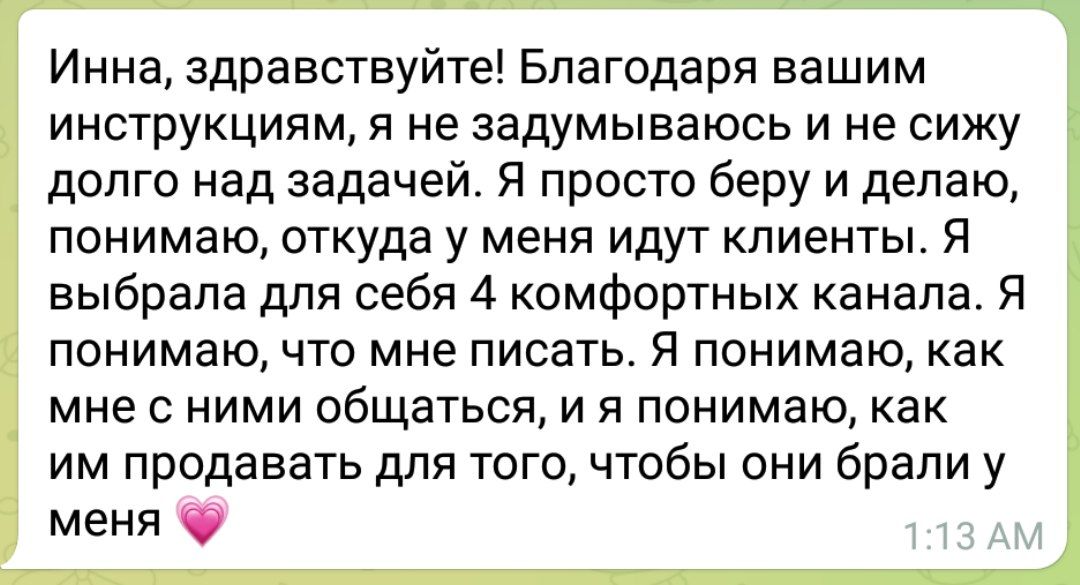 Инна, здравствуйте! Благодаря вашим
инструкциям, я не задумываюсь и не сижу
долго над задачей. Я просто беру и делаю,
понимаю, откуда у меня идут клиенты. Я
выбрала для себя 4 комфортных канала. Я
понимаю, что мне писать. Я понимаю, как
мне с ними общаться, и я понимаю, как
им продавать для того, чтобы они брали у
меня 💗
1:13 AM